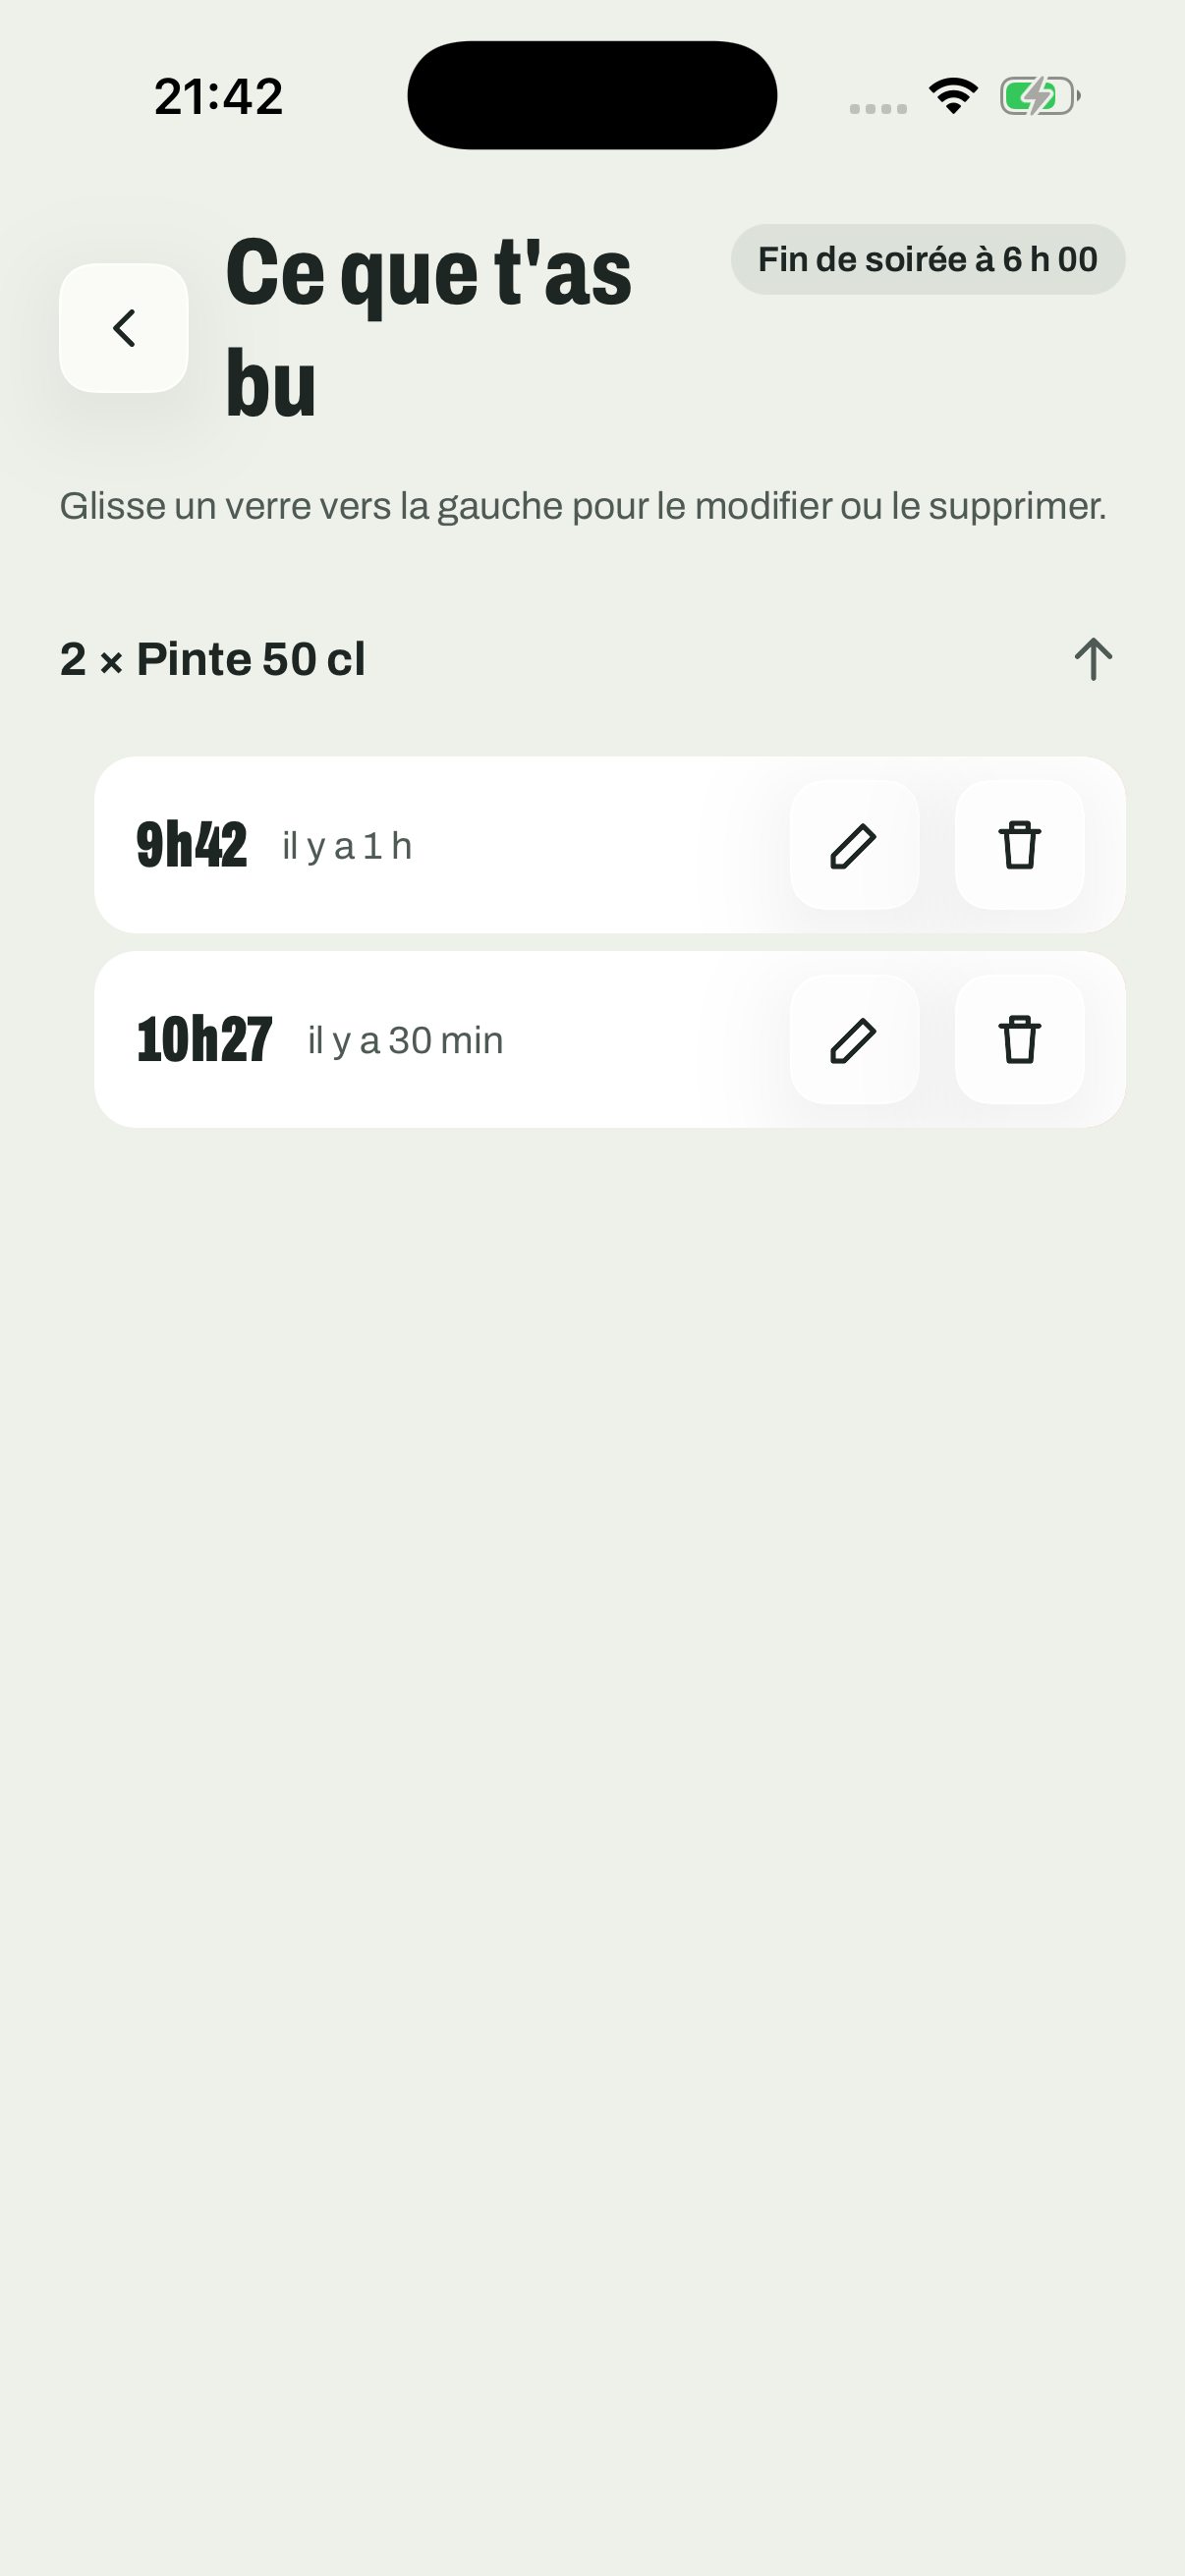 21:42
Ce que t'as
bu
Fin de soirée à 6 h 00
Glisse un verre vers la gauche pour le modifier ou le supprimer.
2 × Pinte 50 cl
9h42 il y a 1 h
10h27 il y a 30 min